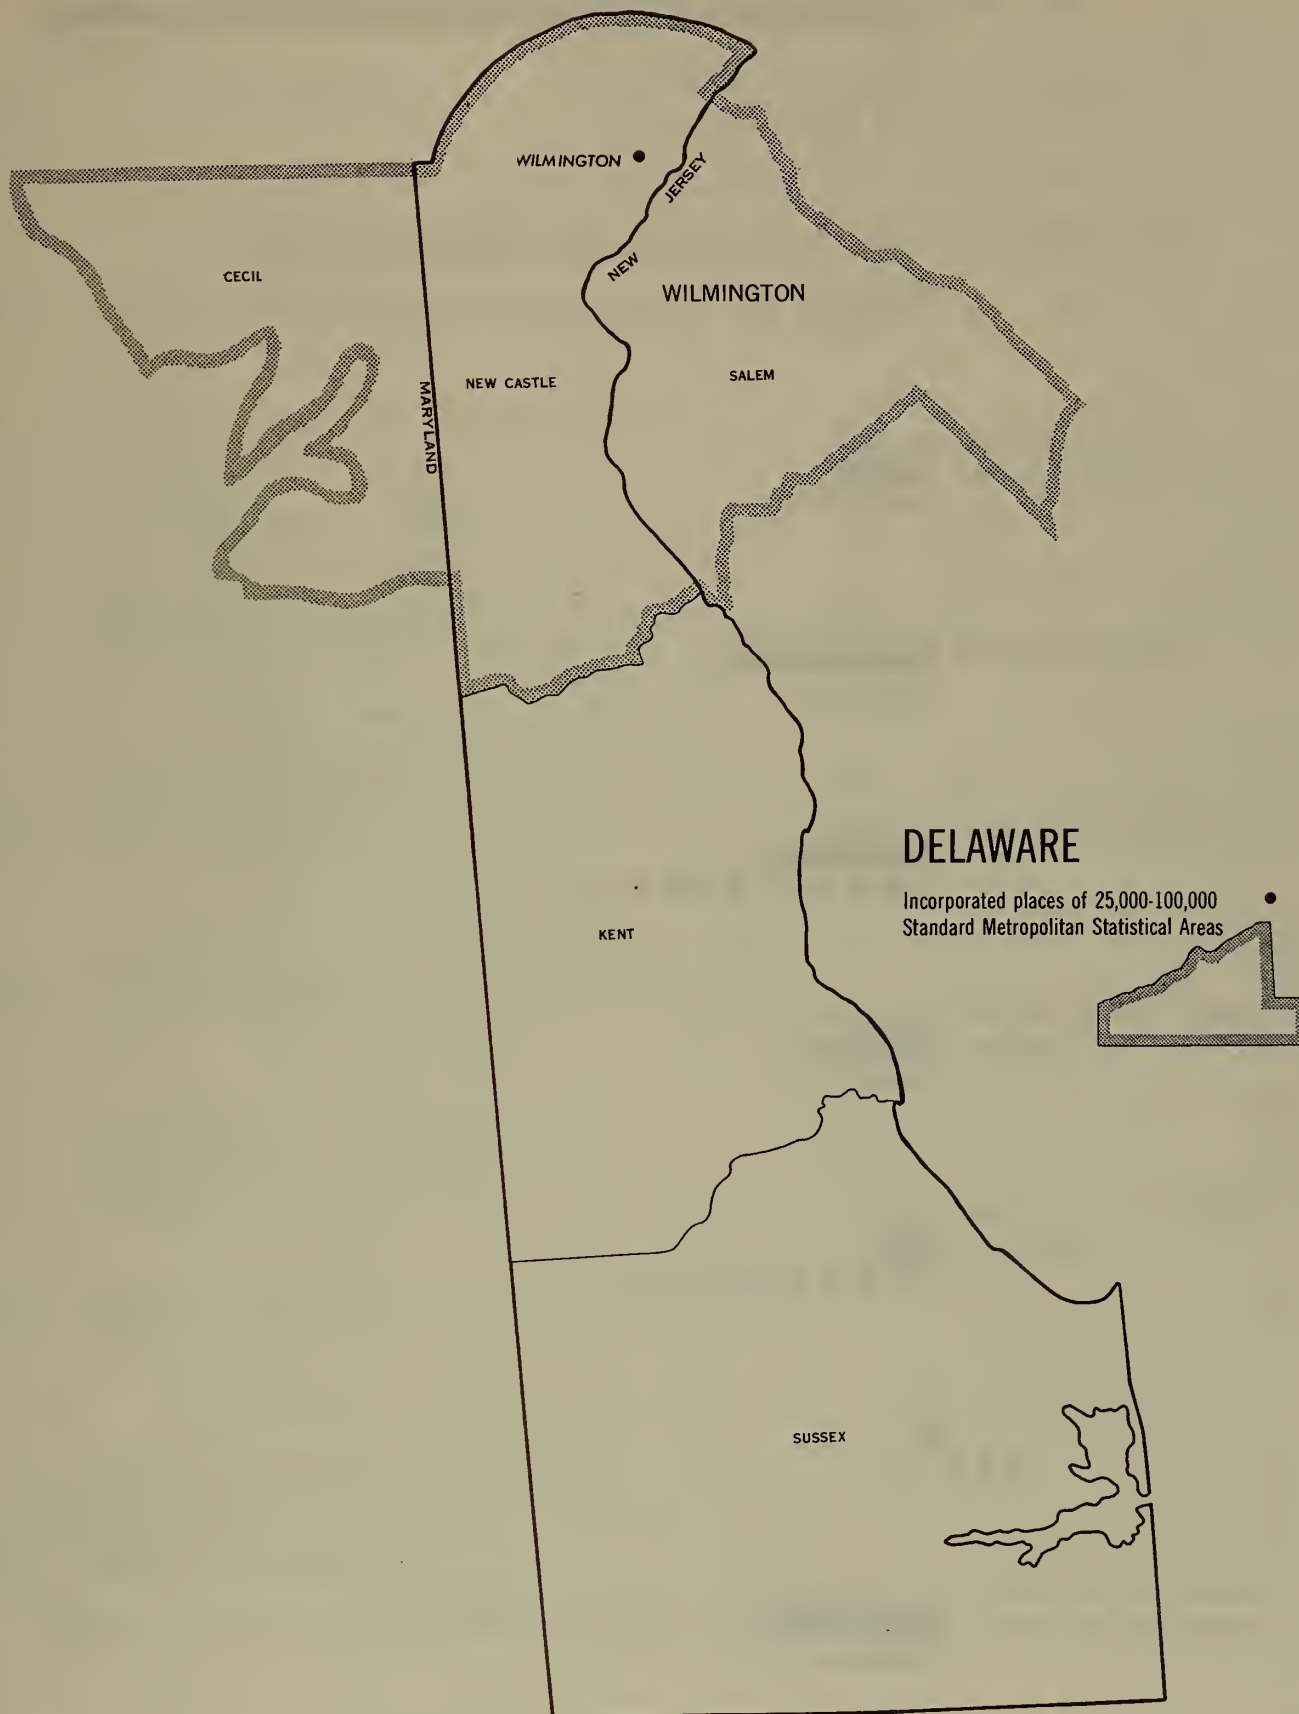 WILMINGTON
NEW JERSEY
CECIL
WILMINGTON
MARYLAND
NEW CASTLE
SALEM
DELAWARE
Incorporated places of 25,000-100,000
Standard Metropolitan Statistical Areas
KENT
SUSSEX